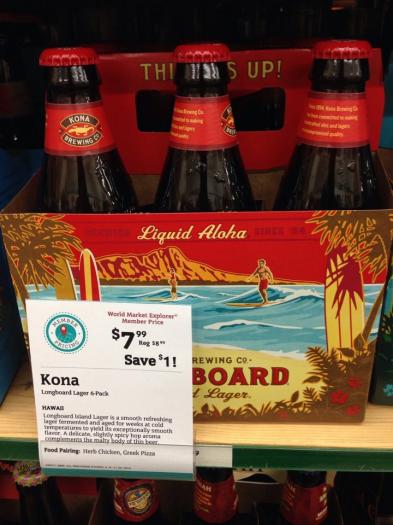 THI S UP!
KONA
BREWING CO.
Kona Brewing Co.
Liquid Aloha SINCE '94
MEMBER
PRICING
World Market Explorer®
Member Price
$7.99
Reg $8.99
Save $1!
Kona
Longboard Lager 6-Pack
HAWAII
Longboard Island Lager is a smooth refreshing
lager fermented and aged for weeks at cold
temperatures to yield its exceptionally smooth
flavor. A delicate, slightly spicy hop aroma
complements the malty body of this beer.
Food Pairing: Herb Chicken, Greek Pizza
REWING CO.
BOARD
d Lager.